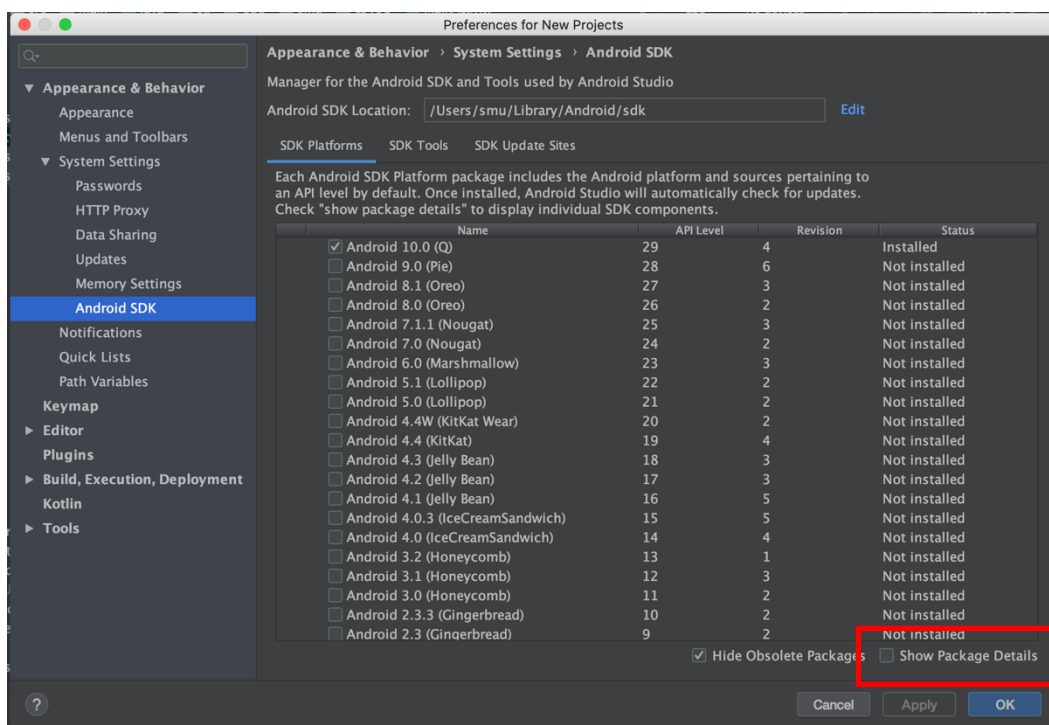 Preferences for New Projects
Appearance & Behavior
Appearance
Menus and Toolbars
System Settings
Passwords
HTTP Proxy
Data Sharing
Updates
Memory Settings
Android SDK
Notifications
Quick Lists
Path Variables
Keymap
Editor
Plugins
Build, Execution, Deployment
Kotlin
Tools
Appearance & Behavior › System Settings › Android SDK
Manager for the Android SDK and Tools used by Android Studio
Android SDK Location: /Users/smu/Library/Android/sdk Edit
SDK Platforms SDK Tools SDK Update Sites
Each Android SDK Platform package includes the Android platform and sources pertaining to
an API level by default. Once installed, Android Studio will automatically check for updates.
Check "show package details" to display individual SDK components.
Name API Level Revision Status
Android 10.0 (Q) 29 4 Installed
Android 9.0 (Pie) 28 6 Not installed
Android 8.1 (Oreo) 27 3 Not installed
Android 8.0 (Oreo) 26 2 Not installed
Android 7.1.1 (Nougat) 25 3 Not installed
Android 7.0 (Nougat) 24 2 Not installed
Android 6.0 (Marshmallow) 23 3 Not installed
Android 5.1 (Lollipop) 22 2 Not installed
Android 5.0 (Lollipop) 21 2 Not installed
Android 4.4W (KitKat Wear) 20 2 Not installed
Android 4.4 (KitKat) 19 4 Not installed
Android 4.3 (Jelly Bean) 18 3 Not installed
Android 4.2 (Jelly Bean) 17 3 Not installed
Android 4.1 (Jelly Bean) 16 5 Not installed
Android 4.0.3 (IceCreamSandwich) 15 5 Not installed
Android 4.0 (IceCreamSandwich) 14 4 Not installed
Android 3.2 (Honeycomb) 13 1 Not installed
Android 3.1 (Honeycomb) 12 3 Not installed
Android 3.0 (Honeycomb) 11 2 Not installed
Android 2.3.3 (Gingerbread) 10 2 Not installed
Android 2.3 (Gingerbread) 9 2 Not installed
Hide Obsolete Packages Show Package Details
? Cancel Apply OK